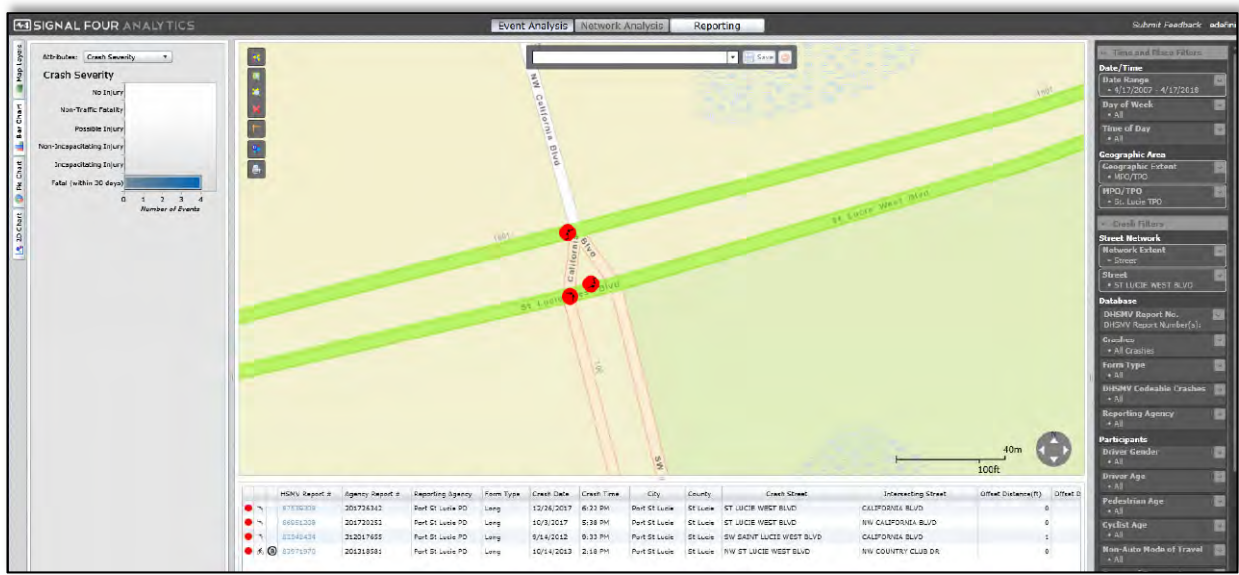 SIGNAL FOUR ANALYTICS
Event Analysis Network Analysis Reporting
Submit Feedback
Map Layers
Bar Chart
Pie Chart
2D Chart
Attributes: Crash Severity
Crash Severity
No Injury
Non-Traffic Fatality
Possible Injury
Non-Incapacitating Injury
Incapacitating Injury
Fatal (within 30 days)
0 1 2 3 4
Number of Events
Save
NW California Blvd
1601
St Lucie West Blvd
1601
California Blvd
St Lucie West Blvd
100
SW
40m
100ft
N
Time and Place Filters
Date/Time
Date Range
• 4/17/2007 - 4/17/2018
Day of Week
• All
Time of Day
• All
Geographic Area
Geographic Extent
• MPO/TPO
MPO/TPO
• St. Lucie TPO
Crash Filters
Street Network
Network Extent
• Street
Street
• ST LUCIE WEST BLVD
Database
DHSMV Report No.
DHSMV Report Number(s):
Crashes
• All Crashes
Form Type
• All
DHSMV Codeable Crashes
• All
Reporting Agency
• All
Participants
Driver Gender
• All
Driver Age
• All
Pedestrian Age
• All
Cyclist Age
• All
Non-Auto Mode of Travel
HSMV Report # Agency Report # Reporting Agency Form Type Crash Date Crash Time City County Crash Street Intersecting Street Offset Distance(ft) Offset D
201726342 Port St Lucie PD Long 12/26/2017 6:22 PM Port St Lucie St Lucie ST LUCIE WEST BLVD CALIFORNIA BLVD 0
201720252 Port St Lucie PD Long 10/3/2017 5:38 PM Port St Lucie St Lucie ST LUCIE WEST BLVD NW CALIFORNIA BLVD 0
312017655 Port St Lucie PD Long 9/14/2012 9:33 PM Port St Lucie St Lucie SW SAINT LUCIE WEST BLVD CALIFORNIA BLVD 1
83971970 201318581 Port St Lucie PD Long 10/14/2013 2:18 PM Port St Lucie St Lucie NW ST LUCIE WEST BLVD NW COUNTRY CLUB DR 0